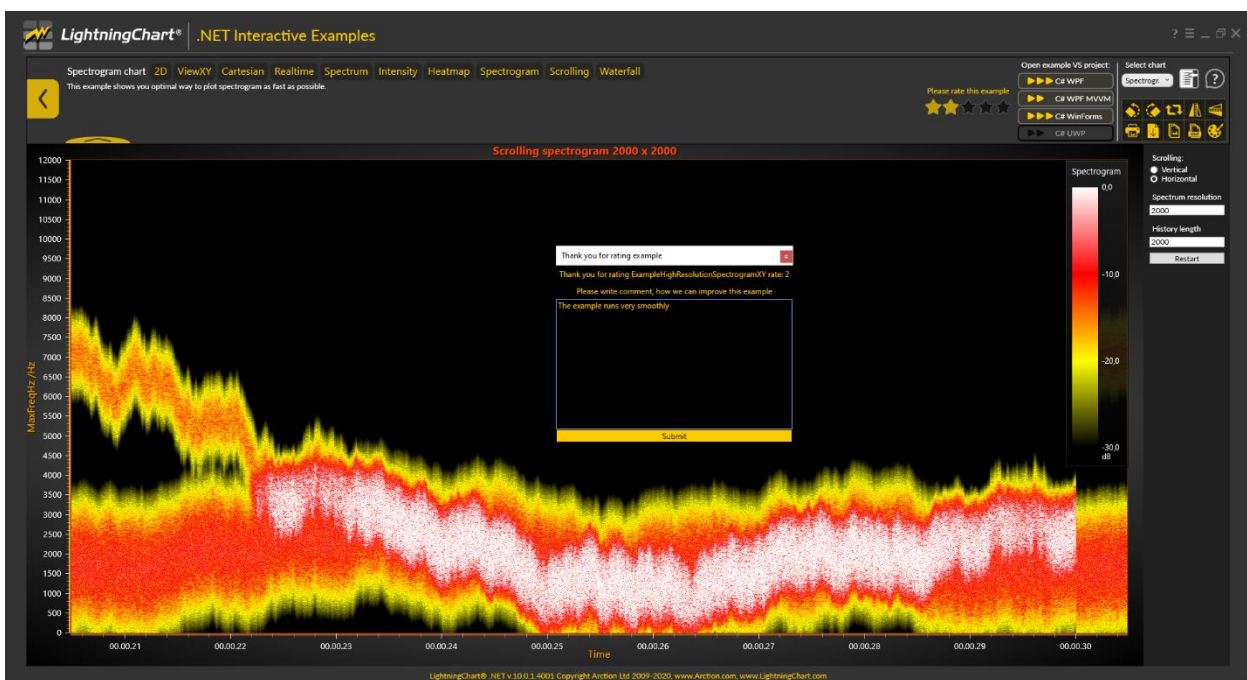 LightningChart® .NET Interactive Examples
Spectrogram chart 2D ViewXY Cartesian Realtime Spectrum Intensity Heatmap Spectrogram Scrolling Waterfall
This example shows you optimal way to plot spectrogram as fast as possible.
Please rate this example
Open example VS project:
C# WPF
C# WPF MVVM
C# WinForms
C# UWP
Select chart
Spectrogr.
Scrolling spectrogram 2000 x 2000
12000
11500
11000
10500
10000
9500
9000
8500
8000
7500
7000
6500
6000
5500
5000
4500
4000
3500
3000
2500
2000
1500
1000
500
0
MaxFreqHz /Hz
00.00.21 00.00.22 00.00.23 00.00.24 00.00.25 00.00.26 00.00.27 00.00.28 00.00.29 00.00.30
Time
Thank you for rating example
x
Thank you for rating ExampleHighResolutionSpectrogramXY rate: 2
Please write comment, how we can improve this example
The example runs very smoothly
Submit
Spectrogram
0,0
-10,0
-20,0
-30,0
dB
Scrolling:
Vertical
Horizontal
Spectrum resolution
2000
History length
2000
Restart
LightningChart® .NET v.10.0.1.4001 Copyright Arction Ltd 2009-2020, www.Arction.com, www.LightningChart.com